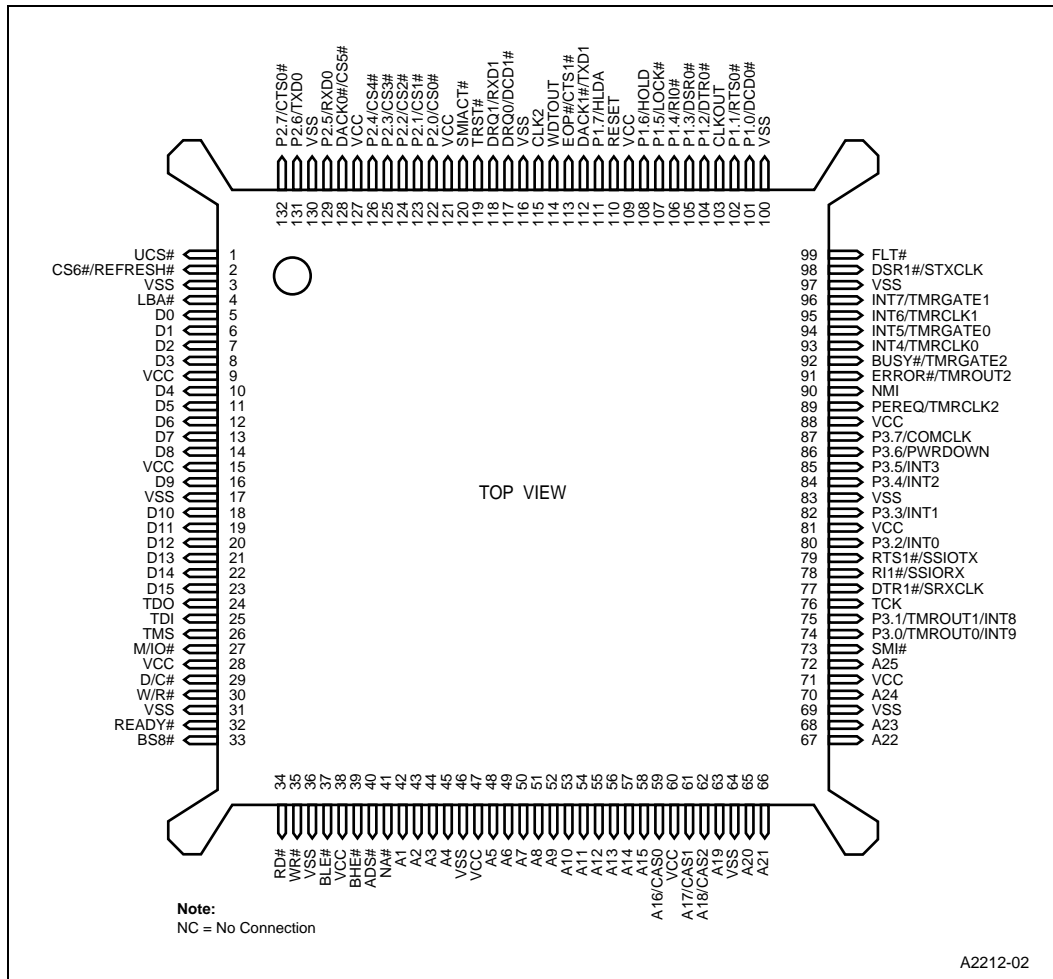 P2.7/CTS0#
P2.6/TXD0
VSS
P2.5/RXD0
DACK0#/CS5#
VCC
P2.4/CS4#
P2.3/CS3#
P2.2/CS2#
P2.1/CS1#
P2.0/CS0#
VCC
SMIACT#
TRST#
DRQ1/RXD1
DRQ0/DCD1#
VSS
CLK2
WDTOUT
EOP#/CTS1#
DACK1#/TXD1
P1.7/HLDA
RESET
VCC
P1.6/HOLD
P1.5/LOCK#
P1.4/RI0#
P1.3/DSR0#
P1.2/DTR0#
CLKOUT
P1.1/RTS0#
P1.0/DCD0#
VSS
132
131
130
129
128
127
126
125
124
123
122
121
120
119
118
117
116
115
114
113
112
111
110
109
108
107
106
105
104
103
102
101
100
UCS# 1
CS6#/REFRESH# 2
VSS 3
LBA# 4
D0 5
D1 6
D2 7
D3 8
VCC 9
D4 10
D5 11
D6 12
D7 13
D8 14
VCC 15
D9 16
VSS 17
D10 18
D11 19
D12 20
D13 21
D14 22
D15 23
TDO 24
TDI 25
TMS 26
M/IO# 27
VCC 28
D/C# 29
W/R# 30
VSS 31
READY# 32
BS8# 33
TOP VIEW
99 FLT#
98 DSR1#/STXCLK
97 VSS
96 INT7/TMRGATE1
95 INT6/TMRCLK1
94 INT5/TMRGATE0
93 INT4/TMRCLK0
92 BUSY#/TMRGATE2
91 ERROR#/TMROUT2
90 NMI
89 PEREQ/TMRCLK2
88 VCC
87 P3.7/COMCLK
86 P3.6/PWRDOWN
85 P3.5/INT3
84 P3.4/INT2
83 VSS
82 P3.3/INT1
81 VCC
80 P3.2/INT0
79 RTS1#/SSIOTX
78 RI1#/SSIORX
77 DTR1#/SRXCLK
76 TCK
75 P3.1/TMROUT1/INT8
74 P3.0/TMROUT0/INT9
73 SMI#
72 A25
71 VCC
70 A24
69 VSS
68 A23
67 A22
34
35
36
37
38
39
40
41
42
43
44
45
46
47
48
49
50
51
52
53
54
55
56
57
58
59
60
61
62
63
64
65
66
RD#
WR#
VSS
BLE#
VCC
BHE#
ADS#
NA#
A1
A2
A3
A4
VSS
VCC
A5
A6
A7
A8
A9
A10
A11
A12
A13
A14
A15
A16/CAS0
VCC
A17/CAS1
A18/CAS2
A19
VSS
A20
A21
Note:
NC = No Connection
A2212-02